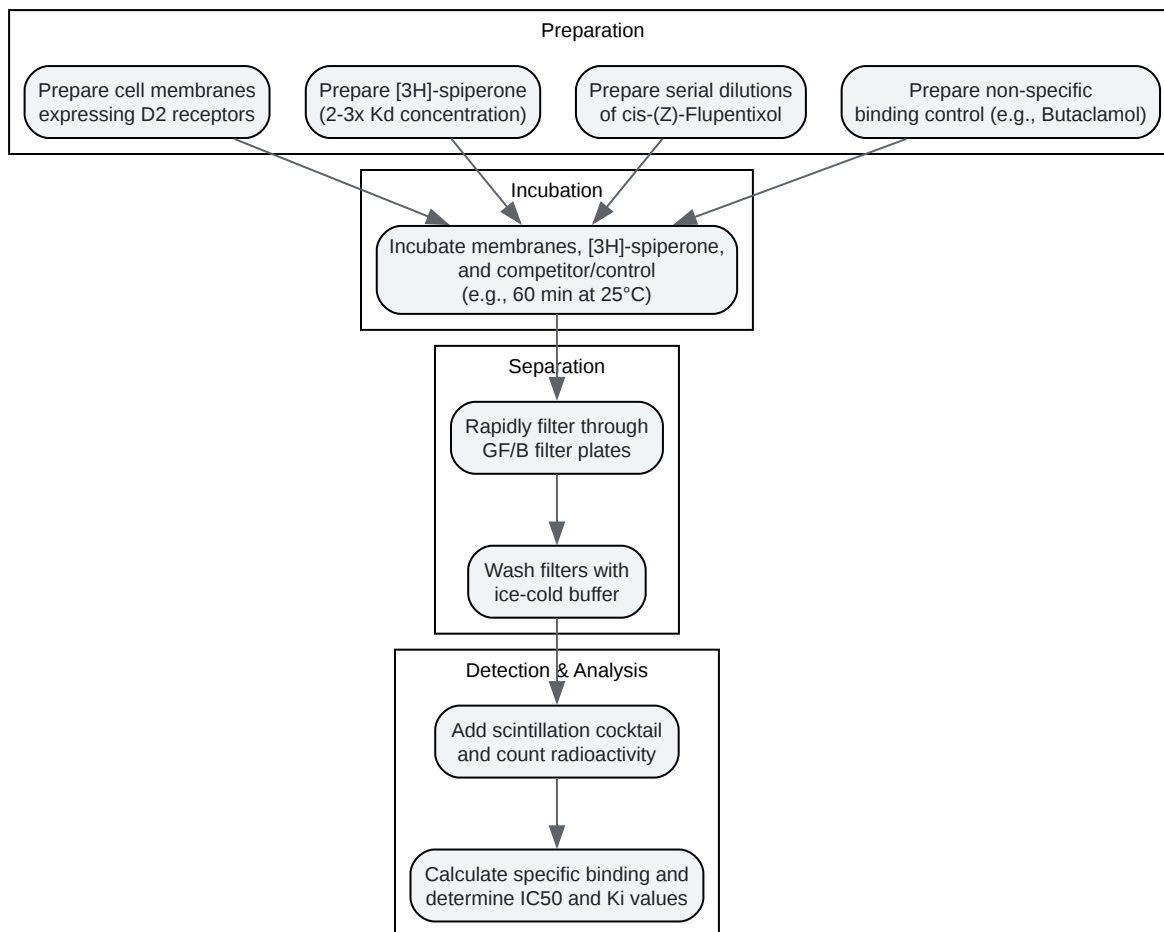 Preparation
Prepare cell membranes
expressing D2 receptors
Prepare [3H]-spiperone
(2-3x Kd concentration)
Prepare serial dilutions
of cis-(Z)-Flupentixol
Prepare non-specific
binding control (e.g., Butaclamol)
Incubation
Incubate membranes, [3H]-spiperone,
and competitor/control
(e.g., 60 min at 25°C)
Separation
Rapidly filter through
GF/B filter plates
Wash filters with
ice-cold buffer
Detection & Analysis
Add scintillation cocktail
and count radioactivity
Calculate specific binding and
determine IC50 and Ki values